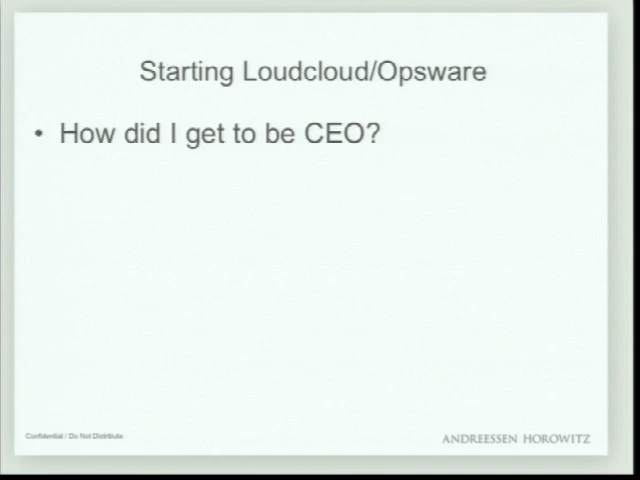 Starting Loudcloud/Opsware
• How did I get to be CEO?
Confidential / Do Not Distribute
ANDREESSEN HOROWITZ